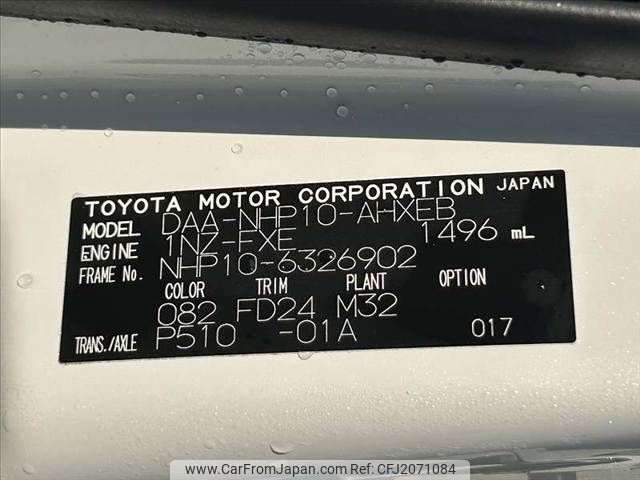 TOYOTA MOTOR CORPORATION JAPAN
MODEL DAA-NHP10-AHXEB
ENGINE 1NZ-FXE 1496 mL
FRAME No. NHP10-6326902
COLOR TRIM PLANT OPTION
082 FD24 M32
TRANS./AXLE P510 -01A 017
www.CarFromJapan.com - Ref No. CFJ2071084